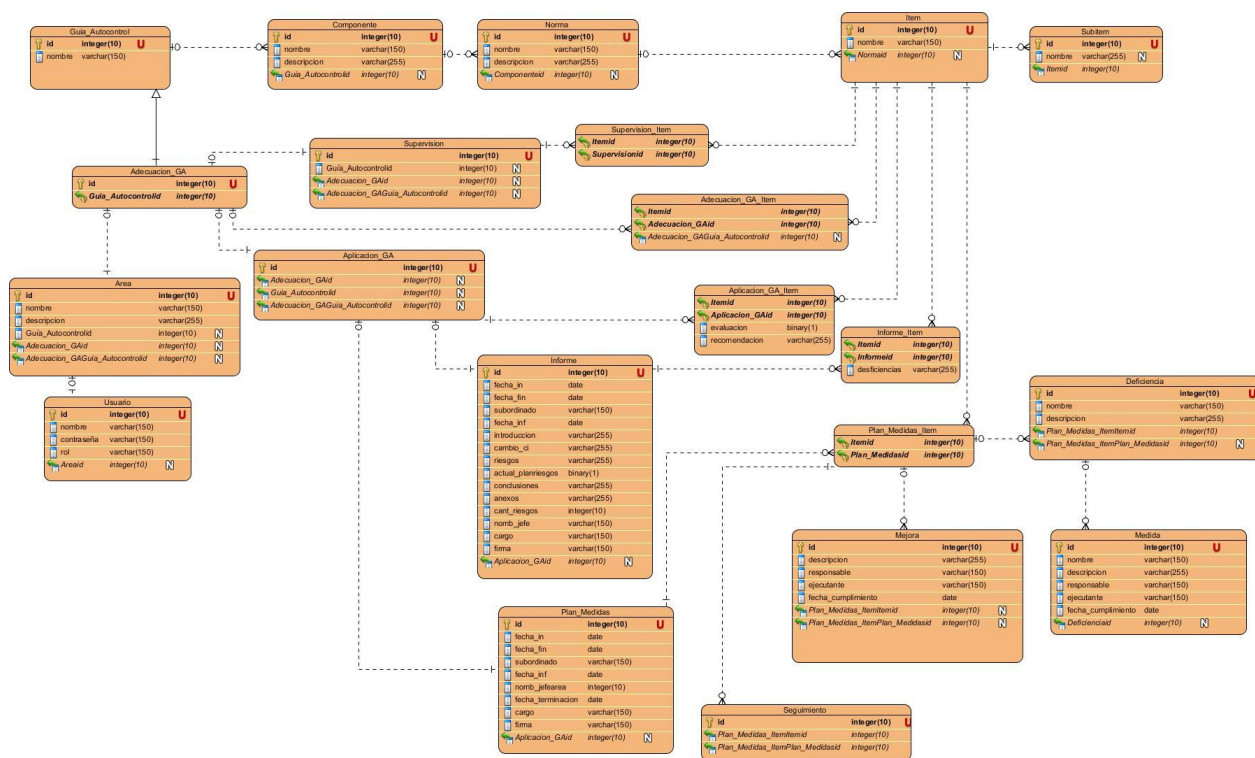 Guia_Autocontrol
id integer(10) U
nombre varchar(150)
Componente
id integer(10) U
nombre varchar(150)
descripcion varchar(255)
Guia_Autocontrolid integer(10) N
Norma
id integer(10) U
nombre varchar(150)
descripcion varchar(255)
Componenteid integer(10) N
Item
id integer(10) U
nombre varchar(150)
Normaid integer(10) N
Subitem
id integer(10) U
nombre varchar(255) N
Itemid integer(10)
Supervision_Item
Itemid integer(10)
Supervisionid integer(10)
Supervision
id integer(10) U
Guía_Autocontrolid integer(10) N
Adecuacion_GAid integer(10) N
Adecuacion_GAGuia_Autocontrolid integer(10) N
Adecuacion_GA
id integer(10) U
Guia_Autocontrolid integer(10)
Adecuacion_GA_Item
Itemid integer(10)
Adecuacion_GAid integer(10)
Adecuacion_GAGuia_Autocontrolid integer(10) N
Aplicacion_GA
id integer(10) U
Adecuacion_GAid integer(10) N
Guia_Autocontrolid integer(10) N
Adecuacion_GAGuia_Autocontrolid integer(10) N
Area
id integer(10) U
nombre varchar(150)
descripcion varchar(255)
Guía_Autocontrolid integer(10) N
Adecuacion_GAid integer(10) N
Adecuacion_GAGuia_Autocontrolid integer(10) N
Aplicacion_GA_Item
Itemid integer(10)
Aplicacion_GAid integer(10)
evaluacion binary(1)
recomendacion varchar(255)
Informe_Item
Itemid integer(10)
Informeid integer(10)
desficiencias varchar(255)
Informe
id integer(10) U
fecha_in date
fecha_fin date
subordinado varchar(150)
fecha_inf date
introduccion varchar(255)
cambio_ci varchar(255)
riesgos varchar(255)
actual_planriesgos binary(1)
conclusiones varchar(255)
anexos varchar(255)
cant_riesgos integer(10)
nomb_jefe varchar(150)
cargo varchar(150)
firma varchar(150)
Aplicacion_GAid integer(10) N
Usuario
id integer(10) U
nombre varchar(150)
contraseña varchar(150)
rol varchar(150)
Areaid integer(10) N
Deficiencia
id integer(10) U
nombre varchar(150)
descripcion varchar(255)
Plan_Medidas_ItemItemid integer(10) N
Plan_Medidas_ItemPlan_Medidasid integer(10) N
Plan_Medidas_Item
Itemid integer(10)
Plan_Medidasid integer(10)
Mejora
id integer(10) U
descripcion varchar(255)
responsable varchar(150)
ejecutante varchar(150)
fecha_cumplimiento date
Plan_Medidas_ItemItemid integer(10) N
Plan_Medidas_ItemPlan_Medidasid integer(10) N
Medida
id integer(10) U
nombre varchar(150)
descripcion varchar(255)
responsable varchar(150)
ejecutante varchar(150)
fecha_cumplimiento date
Deficienciaid integer(10) N
Plan_Medidas
id integer(10) U
fecha_in date
fecha_fin date
subordinado varchar(150)
fecha_inf date
nomb_jefearea integer(10)
fecha_terminacion date
cargo varchar(150)
firma varchar(150)
Aplicacion_GAid integer(10) N
Seguimiento
id integer(10) U
Plan_Medidas_ItemItemid integer(10)
Plan_Medidas_ItemPlan_Medidasid integer(10)